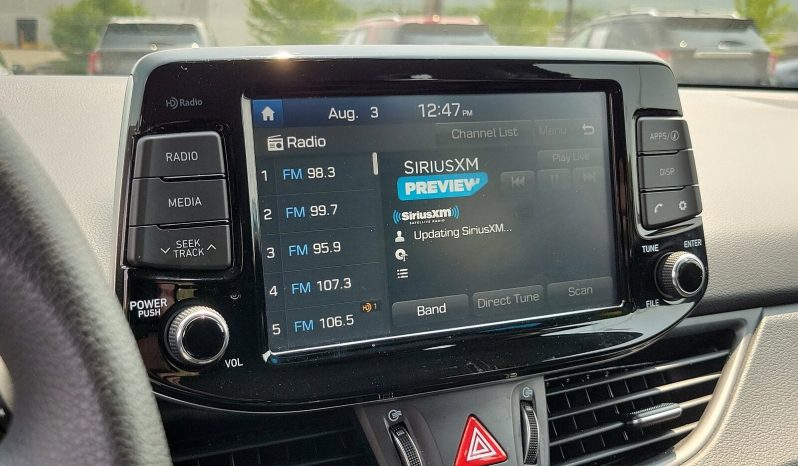 HD Radio
Aug. 3 12:47 PM
Channel List Menu
Radio
Play Live
SIRIUSXM
PREVIEW
1 FM 98.3
2 FM 99.7
SiriusXM
SATELLITE RADIO
Updating SiriusXM...
3 FM 95.9
4 FM 107.3
5 FM 106.5
HD 1
Band
Direct Tune
Scan
RADIO
MEDIA
SEEK
TRACK
POWER
PUSH
VOL
APPS/i
DISP
TUNE
ENTER
FILE